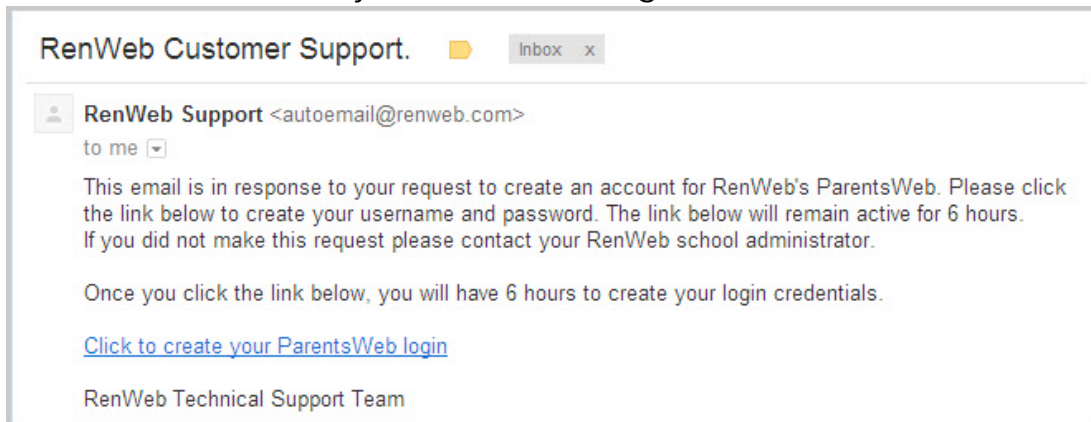 RenWeb Customer Support. Inbox x
RenWeb Support <autoemail@renweb.com>
to me
This email is in response to your request to create an account for RenWeb's ParentsWeb. Please click
the link below to create your username and password. The link below will remain active for 6 hours.
If you did not make this request please contact your RenWeb school administrator.
Once you click the link below, you will have 6 hours to create your login credentials.
Click to create your ParentsWeb login
RenWeb Technical Support Team